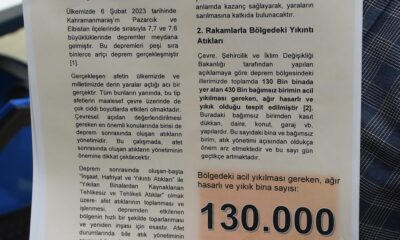 Ülkemizde 6 Şubat 2023 tarihinde
Kahramanmaraş'ın Pazarcık ve
Elbistan ilçelerinde sırasıyla 7,7 ve 7,6
büyüklüklerinde depremler meydana
gelmiştir. Bu depremleri peşi sıra
binlerce artçı deprem gerçekleşmiştir
[1].
Gerçekleşen afetin ülkemizde ve
milletimizde derin yaralar açtığı acı bir
gerçektir. Tüm bunların yanında, bu tip
afetlerin maalesef çevre üzerinde de
çok ciddi boyutlarda etkileri olmaktadır.
Çevresel açıdan değerlendirilmesi
gereken en önemli konularında birisi de
deprem sonrasında oluşan atıkların
yönetimidir. Bu çalışmada, afet
sonrasında oluşan atıkların yönetiminin
önemine dikkat çekilecektir.
Deprem sonrasında oluşan-başta
"İnşaat, Hafriyat ve Yıkıntı Atıkları" ile
"Yıkılan Binalardan Kaynaklanan
Tehlikesiz ve Tehlikeli Atıklar" olmak
üzere- afet atıklarının toplanması ve
işlenmesi, depremden etkilenen
bölgenin hızlı bir şekilde toparlanması
ve yeniden inşası için esastır. Afet
durumlarında bile atık yönetimi
anlamda kazanç sağlayarak, yaraların
sarılmasına katkıda bulunacaktır.
2. Rakamlarla Bölgedeki Yıkıntı
Atıkları
Çevre, Şehircilik ve İklim Değişikliği
Bakanlığı tarafından yapılan
açıklamaya göre deprem bölgesindeki
illerimizde toplamda 130 Bin binada
yer alan 430 Bin bağımsız birimin acil
yıkılması gereken, ağır hasarlı ve
yıkık olduğu tespit edilmiştir [2].
Buradaki bağımsız birimden kasıt
dükkan, daire, konut, garaj vb.
yapılardır. Bu sayıdaki bina ve bağımsız
birim, atık yönetimi açısından oldukça
önem arz etmektedir ve bu sayı gün
geçtikçe artmaktadır.
Bölgedeki acil yıkılması gereken, ağır
hasarlı ve yıkık bina sayısı:
130.000